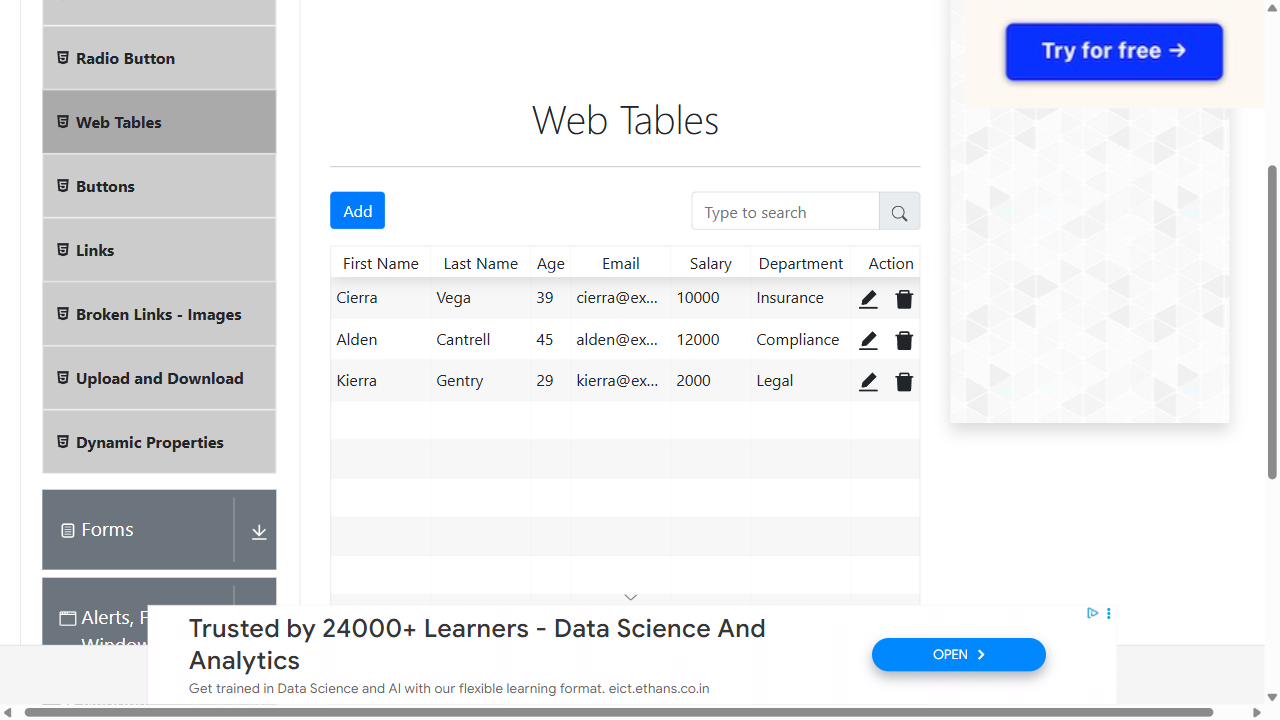 Radio Button
Web Tables
Buttons
Links
Broken Links - Images
Upload and Download
Dynamic Properties
Forms
Alerts, F
Window
Web Tables
Add
Type to search
First Name Last Name Age Email Salary Department Action
Cierra Vega 39 cierra@ex... 10000 Insurance
Alden Cantrell 45 alden@ex... 12000 Compliance
Kierra Gentry 29 kierra@ex... 2000 Legal
Try for free →
Trusted by 24000+ Learners - Data Science And
Analytics
Get trained in Data Science and AI with our flexible learning format. eict.ethans.co.in
OPEN